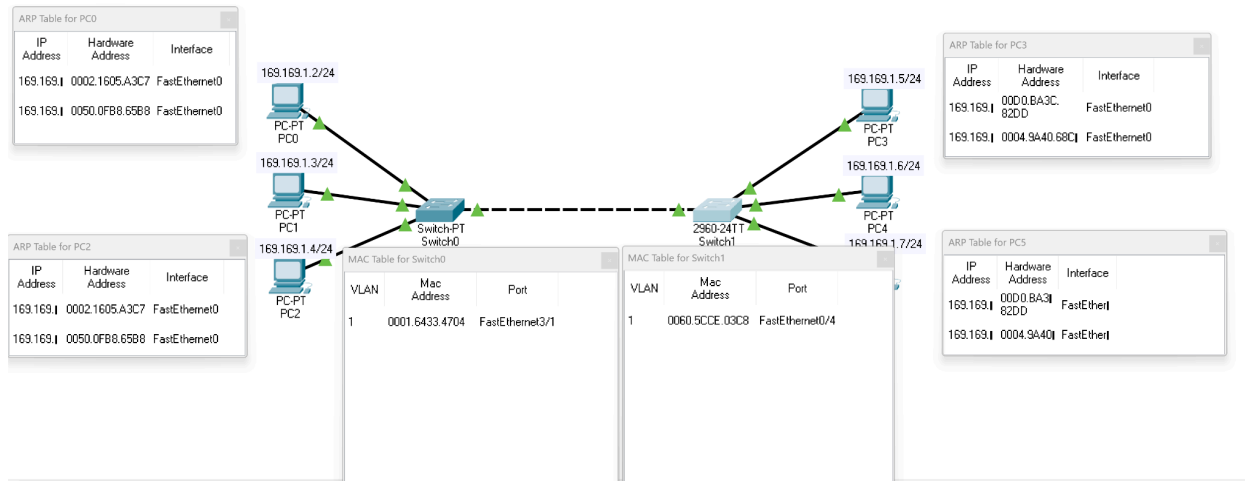 ARP Table for PC0
IP Address Hardware Address Interface
169.169. 0002.1605.A3C7 FastEthernet0
169.169. 0050.0FB8.65B8 FastEthernet0
169.169.1.2/24
PC-PT
PC0
169.169.1.3/24
PC-PT
PC1
169.169.1.4/24
PC-PT
PC2
ARP Table for PC2
IP Address Hardware Address Interface
169.169. 0002.1605.A3C7 FastEthernet0
169.169. 0050.0FB8.65B8 FastEthernet0
Switch-PT
Switch0
MAC Table for Switch0
VLAN Mac Address Port
1 0001.6433.4704 FastEthernet3/1
2960-24TT
Switch1
MAC Table for Switch1
VLAN Mac Address Port
1 0060.5CCE.03C8 FastEthernet0/4
169.169.1.5/24
PC-PT
PC3
169.169.1.6/24
PC-PT
PC4
169.169.1.7/24
ARP Table for PC3
IP Address Hardware Address Interface
169.169. 00D0.BA3C.82DD FastEthernet0
169.169. 0004.9A40.68C FastEthernet0
ARP Table for PC5
IP Address Hardware Address Interface
169.169. 00D0.BA3 82DD FastEther
169.169. 0004.9A40 FastEther